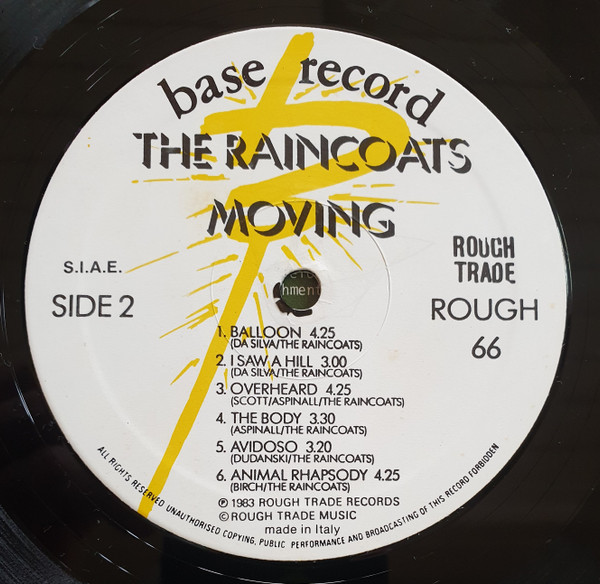 base record
THE RAINCOATS
MOVING
ROUGH
TRADE
S.I.A.E.
SIDE 2
ROUGH
66
hment
1. BALLOON 4.25
(DA SILVA/THE RAINCOATS)
2. I SAW A HILL 3.00
(DA SILVA/THE RAINCOATS)
3. OVERHEARD 4.25
(SCOTT/ASPINALL/THE RAINCOATS)
4. THE BODY 3.30
(ASPINALL/THE RAINCOATS)
5. AVIDOSO 3.20
(DUDANSKI/THE RAINCOATS)
6. ANIMAL RHAPSODY 4.25
(BIRCH/THE RAINCOATS)
℗ 1983 ROUGH TRADE RECORDS
© ROUGH TRADE MUSIC
made in Italy
ALL RIGHTS RESERVED UNAUTHORISED COPYING, PUBLIC PERFORMANCE AND BROADCASTING OF THIS RECORD FORBIDDEN